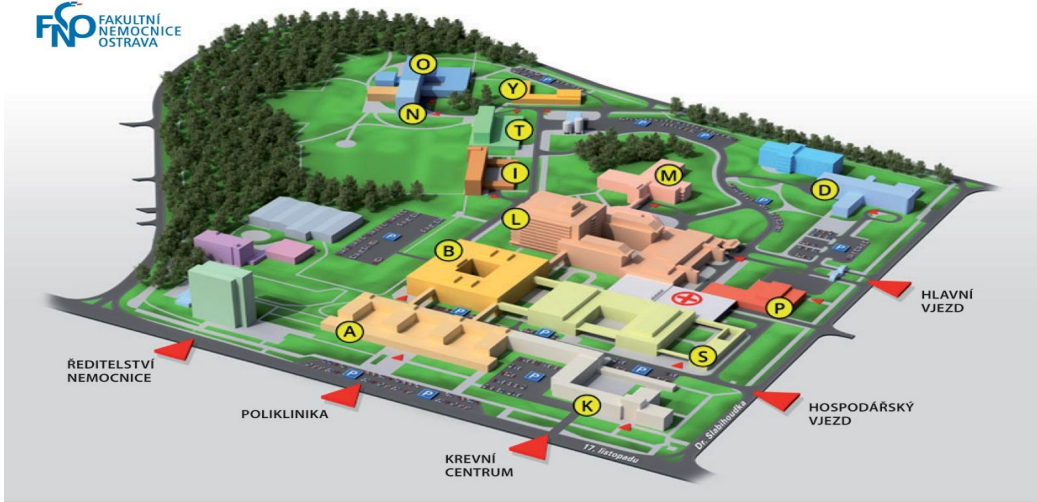 FNO
FAKULTNÍ
NEMOCNICE
OSTRAVA
O
Y
N
T
I
M
D
L
B
P
A
S
K
HLAVNÍ
VJEZD
ŘEDITELSTVÍ
NEMOCNICE
POLIKLINIKA
HOSPODÁŘSKÝ
VJEZD
KREVNÍ
CENTRUM
Dr. Slabihoudka
17. listopadu
P
P
P
P
P
P
P
P
P
P
P
P